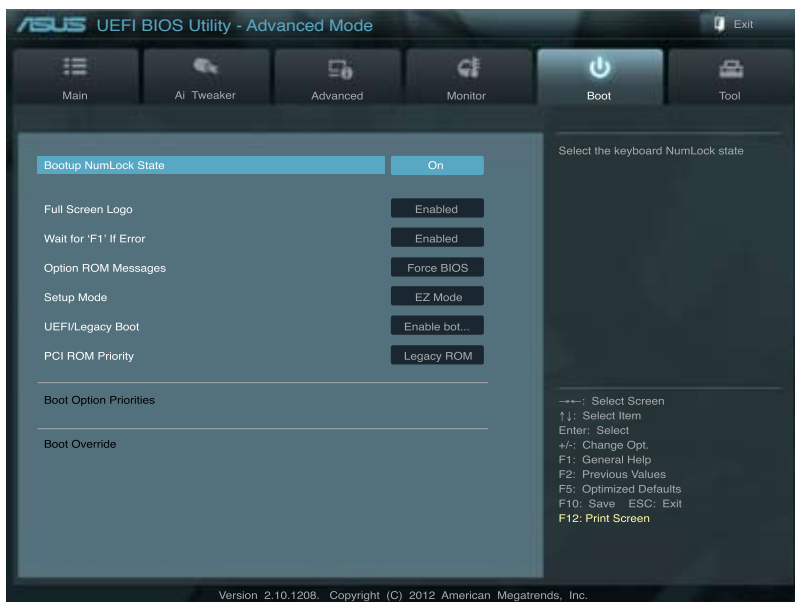 ASUS UEFI BIOS Utility - Advanced Mode
Exit
Main
Ai Tweaker
Advanced
Monitor
Boot
Tool
Bootup NumLock State On
Full Screen Logo Enabled
Wait for ‘F1’ If Error Enabled
Option ROM Messages Force BIOS
Setup Mode EZ Mode
UEFI/Legacy Boot Enable bot...
PCI ROM Priority Legacy ROM
Boot Option Priorities
Boot Override
Select the keyboard NumLock state
→←: Select Screen
↑↓: Select Item
Enter: Select
+/-: Change Opt.
F1: General Help
F2: Previous Values
F5: Optimized Defaults
F10: Save ESC: Exit
F12: Print Screen
Version 2.10.1208. Copyright (C) 2012 American Megatrends, Inc.